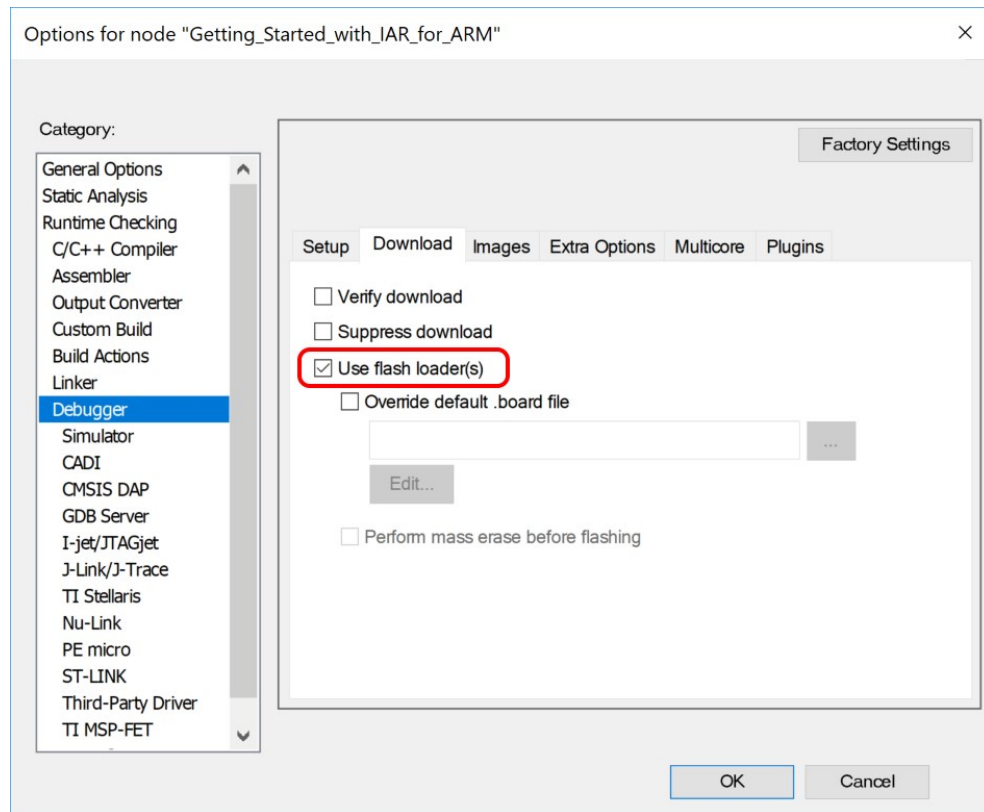 Options for node "Getting_Started_with_IAR_for_ARM"
Category:
General Options
Static Analysis
Runtime Checking
C/C++ Compiler
Assembler
Output Converter
Custom Build
Build Actions
Linker
Debugger
Simulator
CADI
CMSIS DAP
GDB Server
I-jet/JTAGjet
J-Link/J-Trace
TI Stellaris
Nu-Link
PE micro
ST-LINK
Third-Party Driver
TI MSP-FET
Factory Settings
Setup Download Images Extra Options Multicore Plugins
Verify download
Suppress download
Use flash loader(s)
Override default .board file
...
Edit...
Perform mass erase before flashing
OK Cancel